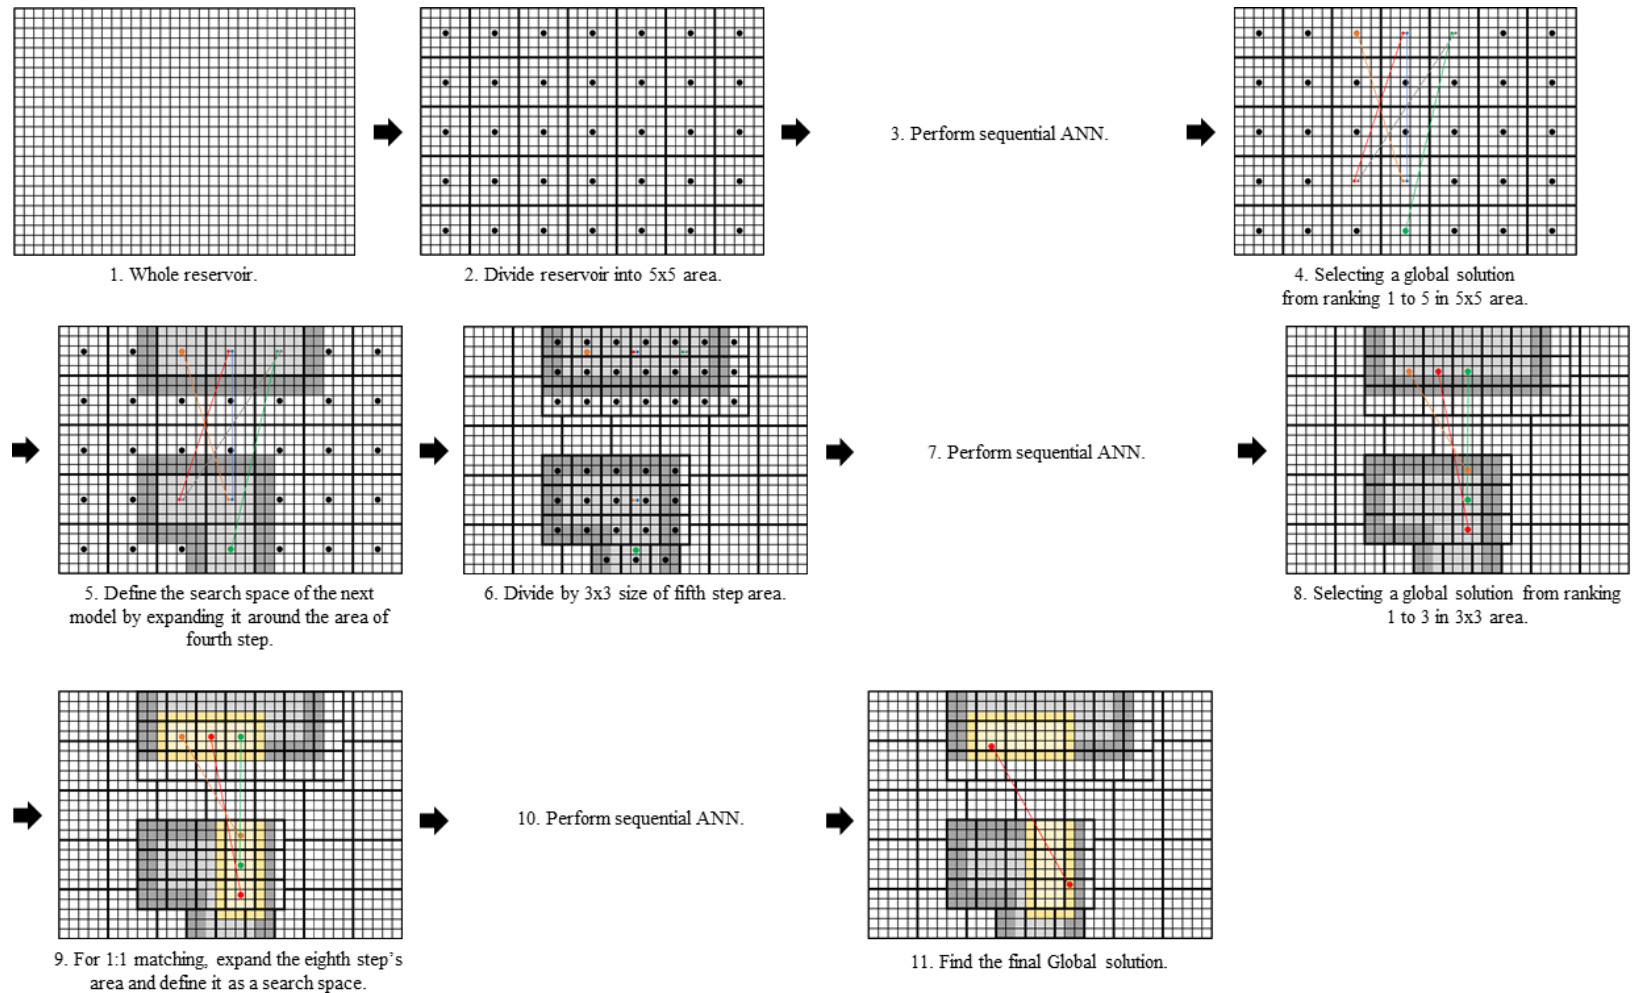 1. Whole reservoir.
2. Divide reservoir into 5x5 area.
3. Perform sequential ANN.
4. Selecting a global solution
from ranking 1 to 5 in 5x5 area.
5. Define the search space of the next
model by expanding it around the area of
fourth step.
6. Divide by 3x3 size of fifth step area.
7. Perform sequential ANN.
8. Selecting a global solution from ranking
1 to 3 in 3x3 area.
9. For 1:1 matching, expand the eighth step's
area and define it as a search space.
10. Perform sequential ANN.
11. Find the final Global solution.